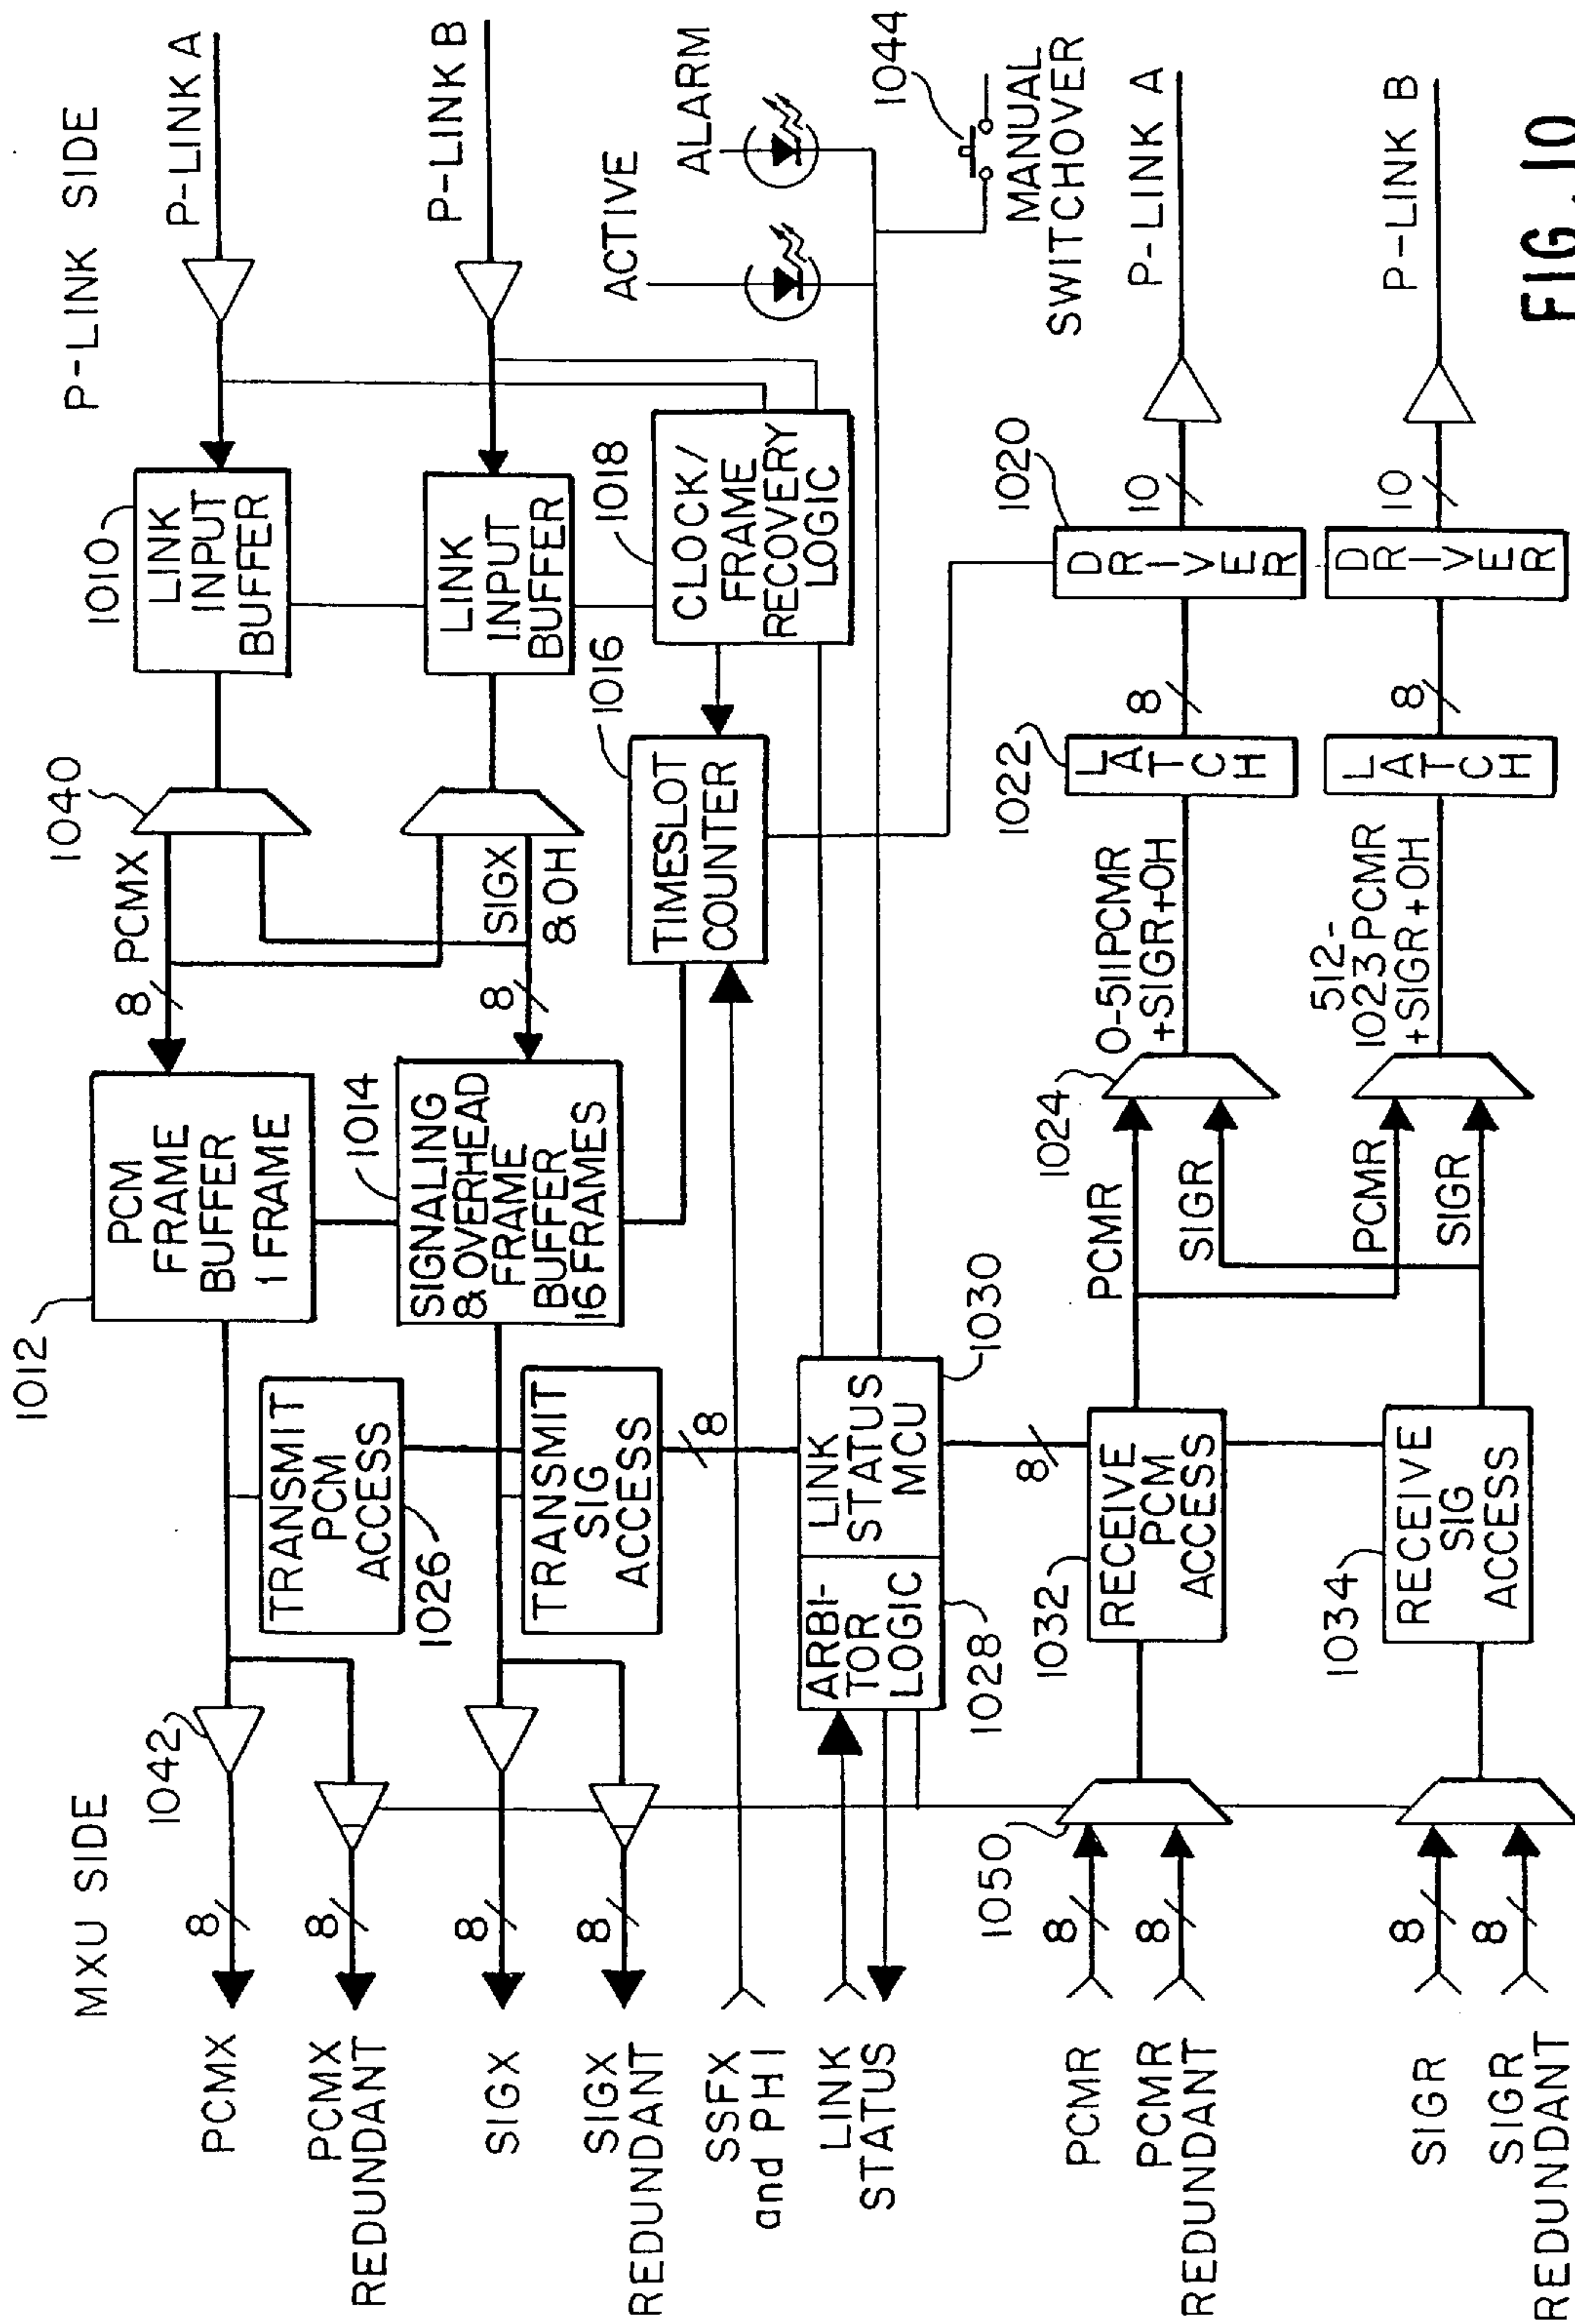 MXU SIDE
P-LINK SIDE
PCMX
8
1042
1012
PCM
FRAME
BUFFER
1 FRAME
8
PCMX
1040
1010
LINK
INPUT
BUFFER
P-LINK A
PCMX
REDUNDANT
8
TRANSMIT
PCM
ACCESS
1026
SIGX
8
1014
SIGNALING
& OVERHEAD
FRAME
BUFFER
16 FRAMES
8
SIGX
& OH
LINK
INPUT
BUFFER
P-LINK B
SIGX
REDUNDANT
8
TRANSMIT
SIG
ACCESS
8
1016
TIMESLOT
COUNTER
1018
CLOCK/
FRAME
RECOVERY
LOGIC
ACTIVE
ALARM
SSFX
and PHI
LINK
STATUS
ARBI-
TOR
LOGIC
1028
LINK
STATUS
MCU
1030
1044
MANUAL
SWITCHOVER
1050
PCMR
8
PCMR
REDUNDANT
8
1032
RECEIVE
PCM
ACCESS
8
PCMR
SIGR
1024
0-511PCMR
+SIGR+OH
1022
LATCH
8
1020
DRIVER
10
P-LINK A
SIGR
8
SIGR
REDUNDANT
8
1034
RECEIVE
SIG
ACCESS
PCMR
SIGR
512-
1023PCMR
+SIGR+OH
LATCH
8
DRIVER
10
P-LINK B
FIG. 10